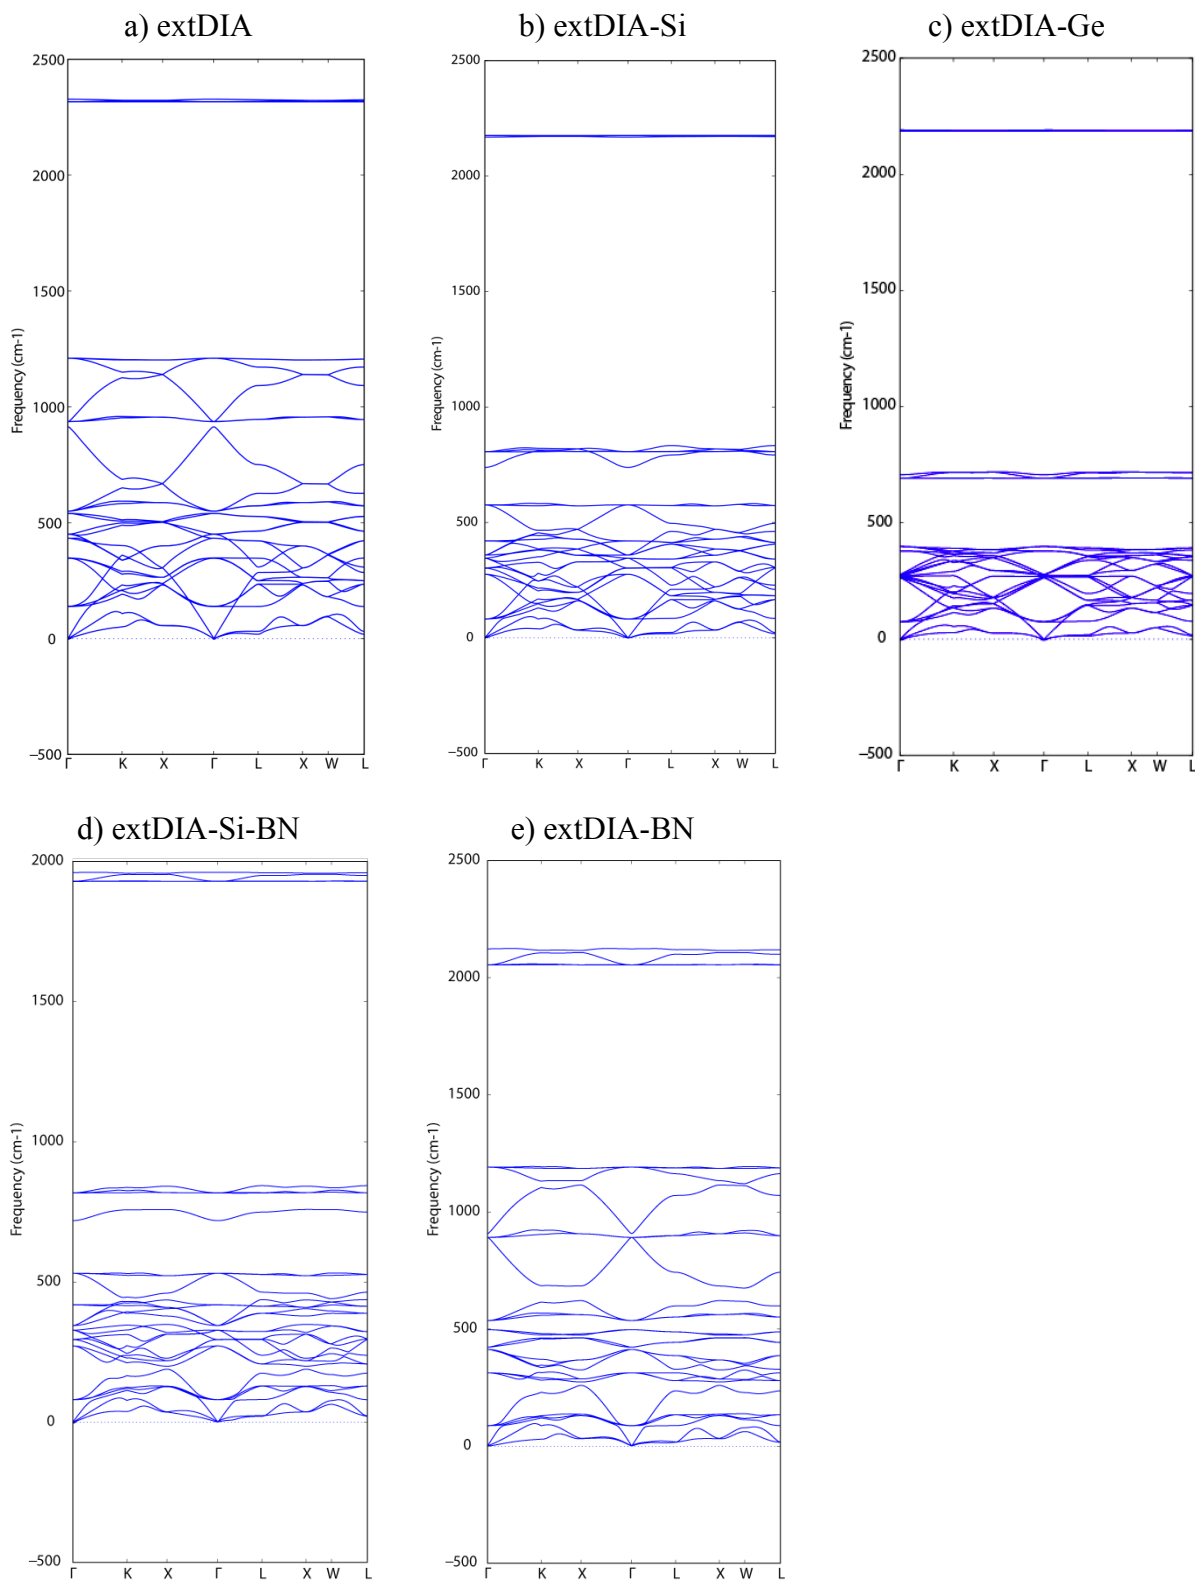 a) extDIA
b) extDIA-Si
c) extDIA-Ge
2500
2000
1500
1000
500
0
−500
Frequency (cm-1)
Γ K X Γ L X W L
2500
2000
1500
1000
500
0
−500
Frequency (cm-1)
Γ K X Γ L X W L
2500
2000
1500
1000
500
0
−500
Frequency (cm-1)
Γ K X Γ L X W L
d) extDIA-Si-BN
e) extDIA-BN
2000
1500
1000
500
0
−500
Frequency (cm-1)
Γ K X Γ L X W L
2500
2000
1500
1000
500
0
−500
Frequency (cm-1)
Γ K X Γ L X W L